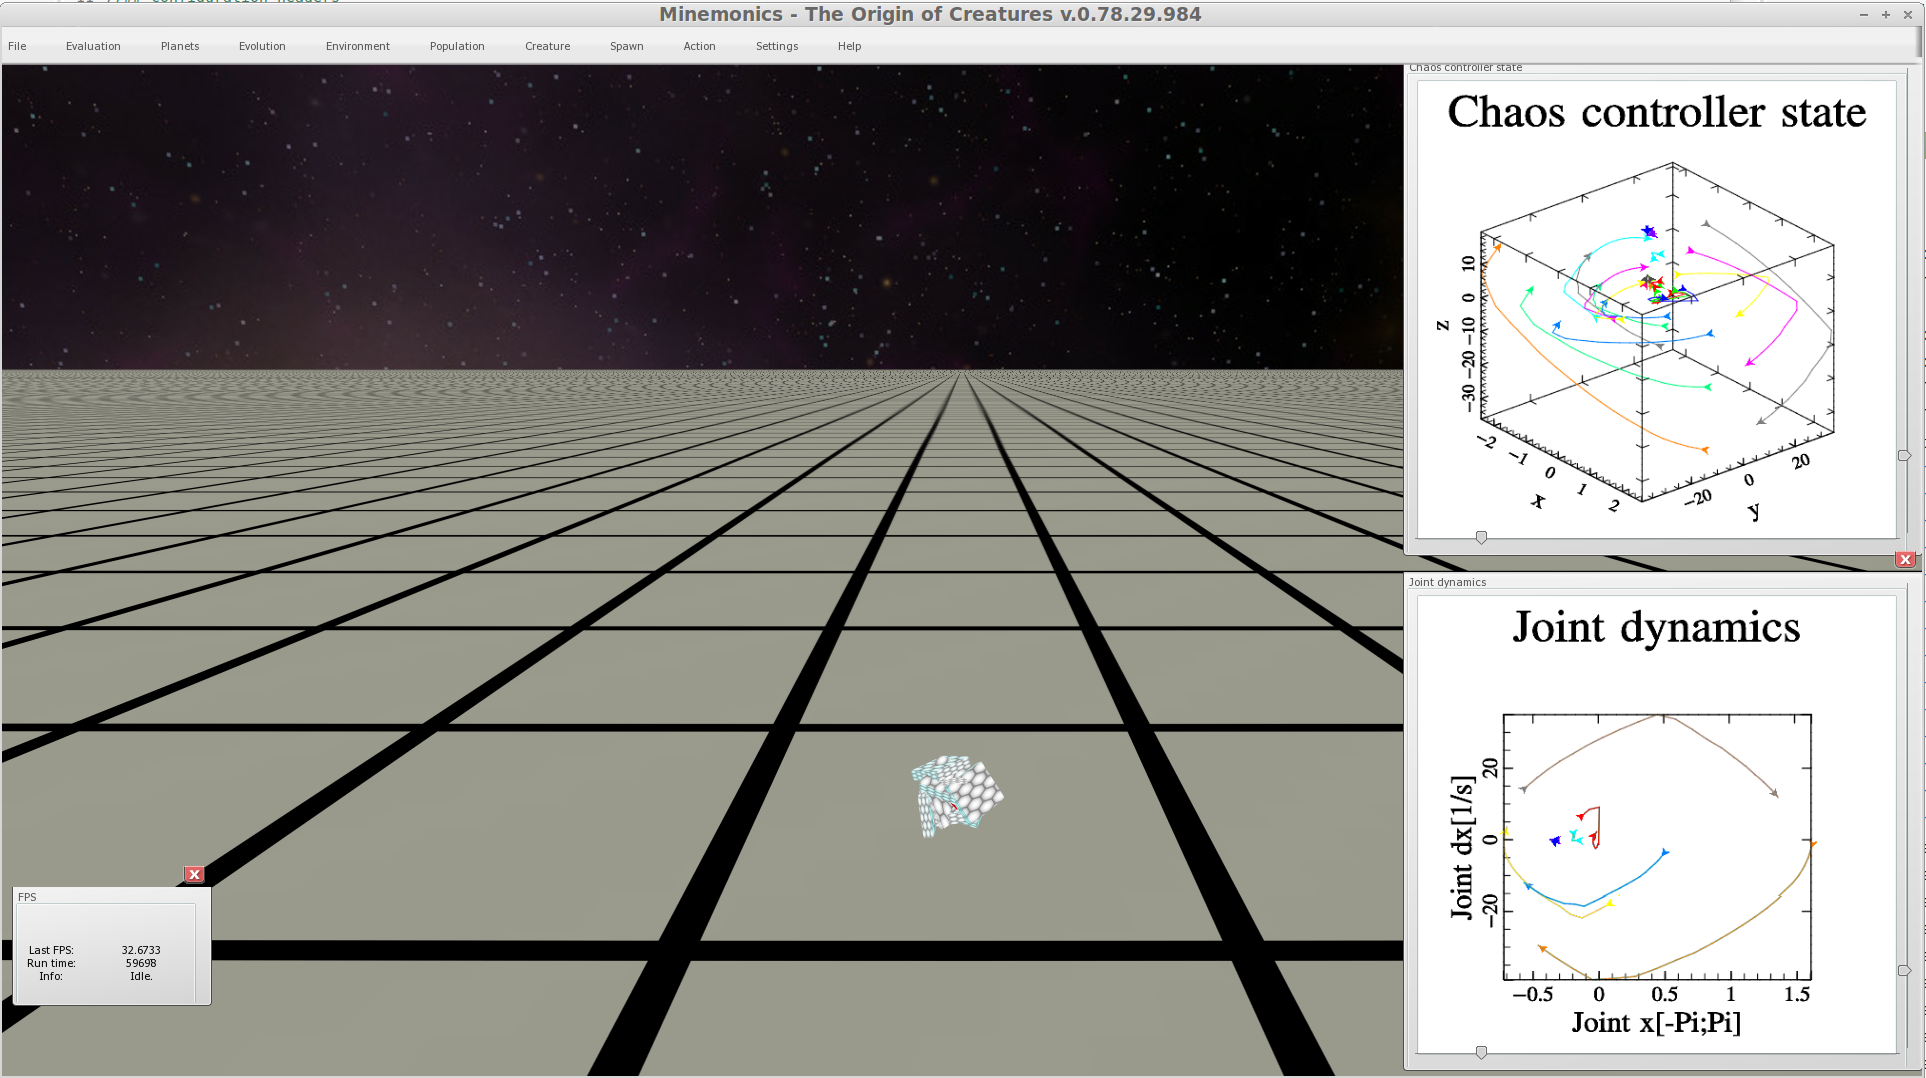 Minemonics - The Origin of Creatures v.0.78.29.984
File Evaluation Planets Evolution Environment Population Creature Spawn Action Settings Help
Chaos controller state
Chaos controller state
z
10
0
−10
−20
−30
−2
−1
0
1
2
x
−20
0
20
y
Joint dynamics
Joint dynamics
Joint dx[1/s]
20
0
−20
−0.5 0 0.5 1 1.5
Joint x[-Pi;Pi]
FPS
Last FPS: 32.6733
Run time: 59698
Info: Idle.